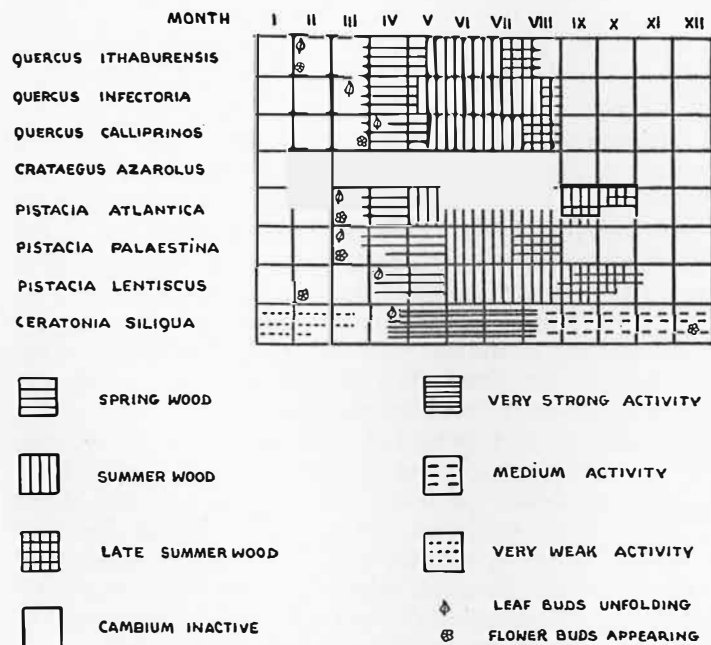 MONTH I II III IV V VI VII VIII IX X XI XII
QUERCUS ITHABURENSIS
QUERCUS INFECTORIA
QUERCUS CALLIPRINOS
CRATAEGUS AZAROLUS
PISTACIA ATLANTICA
PISTACIA PALAESTINA
PISTACIA LENTISCUS
CERATONIA SILIQUA
SPRING WOOD
VERY STRONG ACTIVITY
SUMMER WOOD
MEDIUM ACTIVITY
LATE SUMMER WOOD
VERY WEAK ACTIVITY
CAMBIUM INACTIVE
LEAF BUDS UNFOLDING
FLOWER BUDS APPEARING